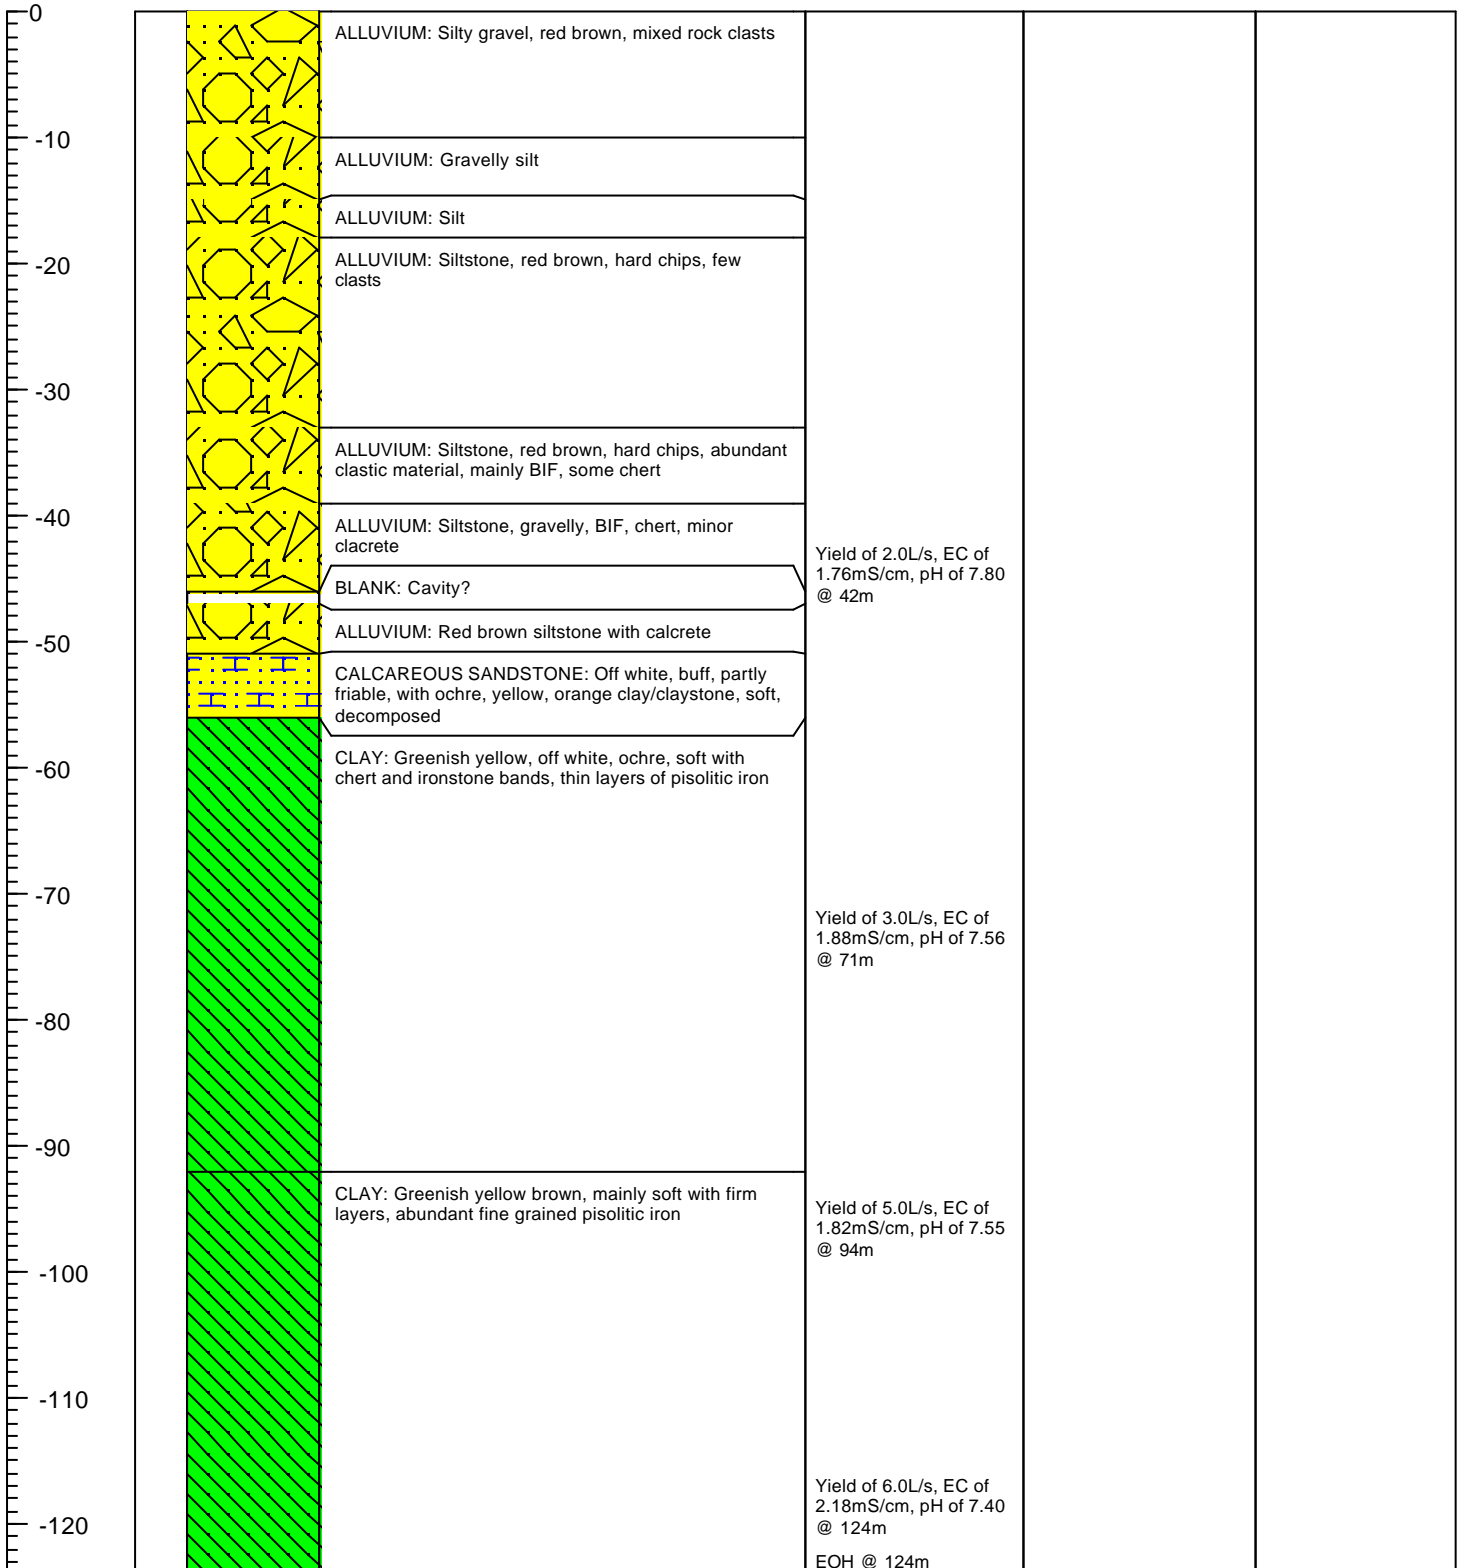 0
ALLUVIUM: Silty gravel, red brown, mixed rock clasts
-10
ALLUVIUM: Gravelly silt
ALLUVIUM: Silt
-20
ALLUVIUM: Siltstone, red brown, hard chips, few
clasts
-30
ALLUVIUM: Siltstone, red brown, hard chips, abundant
clastic material, mainly BIF, some chert
-40
ALLUVIUM: Siltstone, gravelly, BIF, chert, minor
clacrete
Yield of 2.0L/s, EC of
1.76mS/cm, pH of 7.80
@ 42m
BLANK: Cavity?
-50
ALLUVIUM: Red brown siltstone with calcrete
CALCAREOUS SANDSTONE: Off white, buff, partly
friable, with ochre, yellow, orange clay/claystone, soft,
decomposed
-60
CLAY: Greenish yellow, off white, ochre, soft with
chert and ironstone bands, thin layers of pisolitic iron
-70
Yield of 3.0L/s, EC of
1.88mS/cm, pH of 7.56
@ 71m
-80
-90
CLAY: Greenish yellow brown, mainly soft with firm
layers, abundant fine grained pisolitic iron
Yield of 5.0L/s, EC of
1.82mS/cm, pH of 7.55
@ 94m
-100
-110
Yield of 6.0L/s, EC of
2.18mS/cm, pH of 7.40
@ 124m
-120
EOH @ 124m